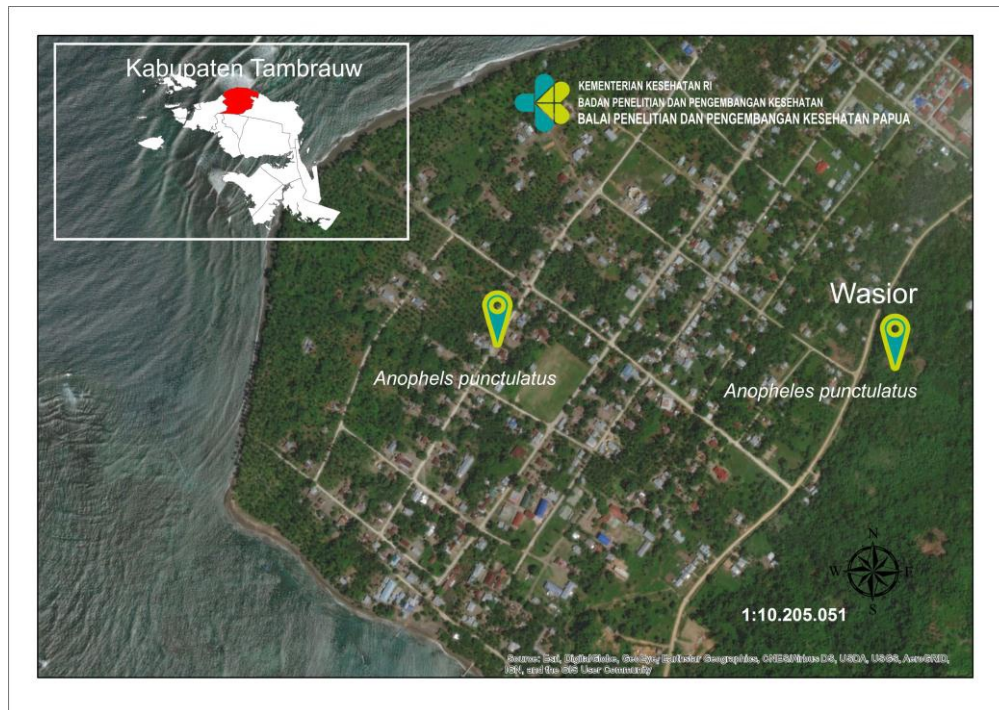 Kabupaten Tambrauw
KEMENTERIAN KESEHATAN RI
BADAN PENELITIAN DAN PENGEMBANGAN KESEHATAN
BALAI PENELITIAN DAN PENGEMBANGAN KESEHATAN PAPUA
Wasior
Anophels punctulatus
Anopheles punctulatus
N
W E
S
1:10.205.051
Source: Esri, DigitalGlobe, GeoEye, Earthstar Geographics, CNES/Airbus DS, USDA, USGS, AeroGRID,
IGN, and the GIS User Community